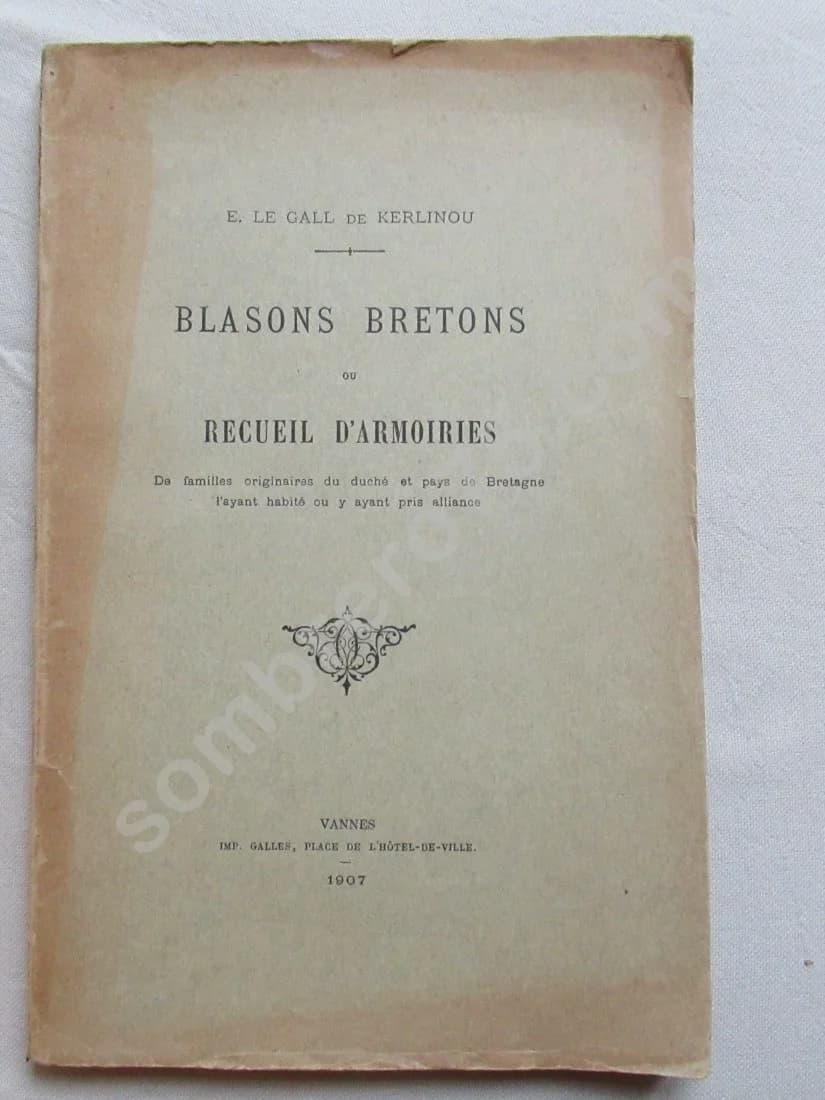 E. LE GALL DE KERLINOU
BLASONS BRETONS
OU
RECUEIL D'ARMOIRIES
De familles originaires du duché et pays de Bretagne
l'ayant habité ou y ayant pris alliance
VANNES
IMP. GALLES, PLACE DE L'HÔTEL-DE-VILLE.
1907